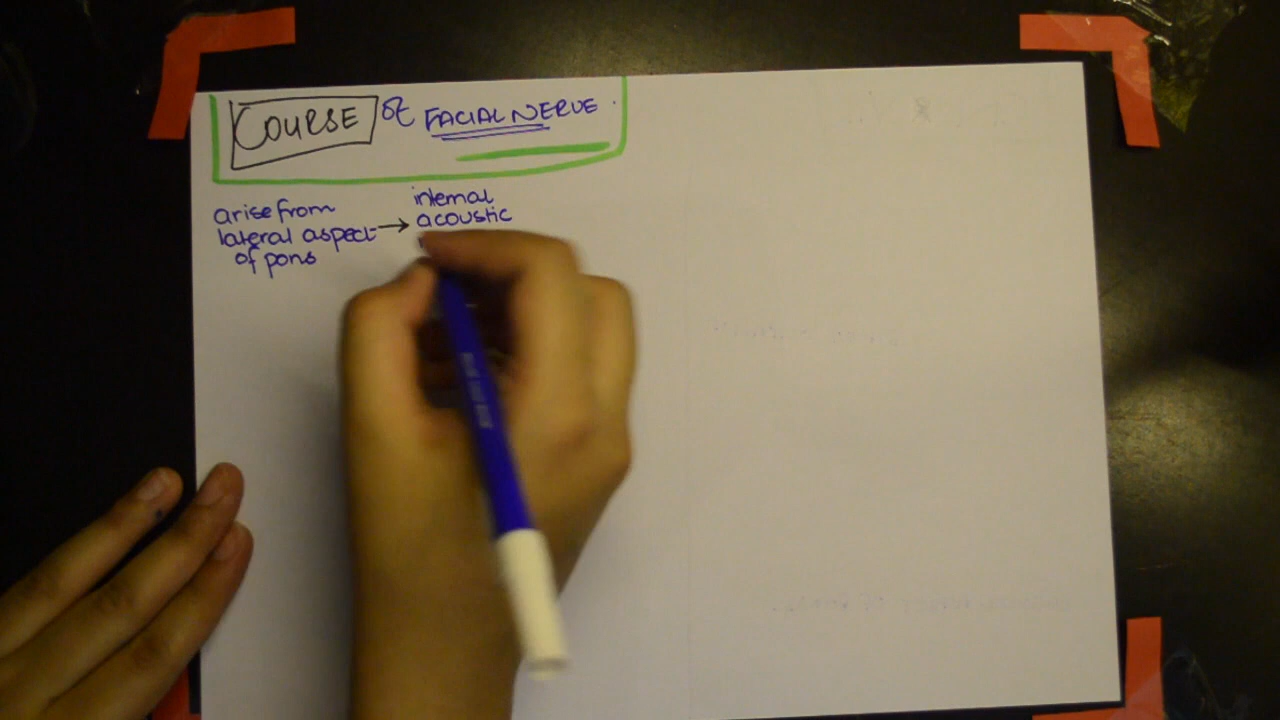 COURSE of FACIAL NERVE.
arise from
lateral aspect
of pons
→ internal
acoustic